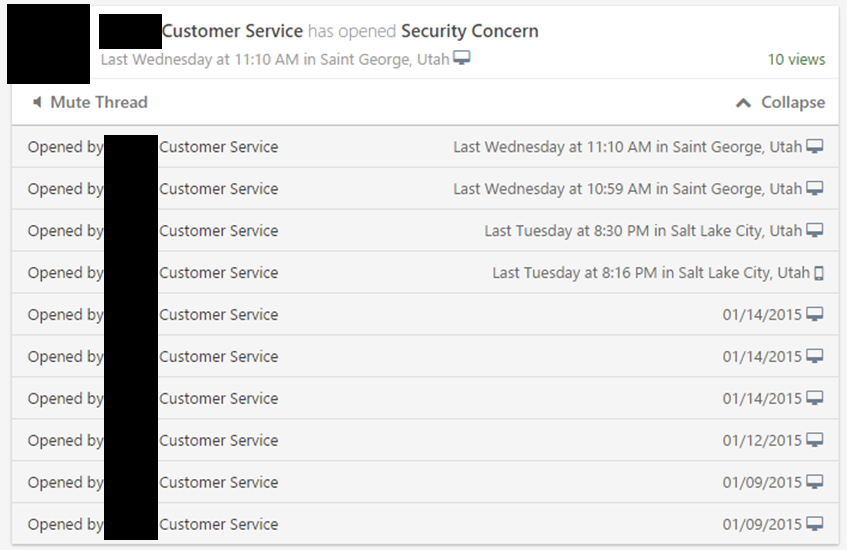 Customer Service has opened Security Concern
Last Wednesday at 11:10 AM in Saint George, Utah
10 views
Mute Thread
Collapse
Opened by Customer Service Last Wednesday at 11:10 AM in Saint George, Utah
Opened by Customer Service Last Wednesday at 10:59 AM in Saint George, Utah
Opened by Customer Service Last Tuesday at 8:30 PM in Salt Lake City, Utah
Opened by Customer Service Last Tuesday at 8:16 PM in Salt Lake City, Utah
Opened by Customer Service 01/14/2015
Opened by Customer Service 01/14/2015
Opened by Customer Service 01/14/2015
Opened by Customer Service 01/12/2015
Opened by Customer Service 01/09/2015
Opened by Customer Service 01/09/2015